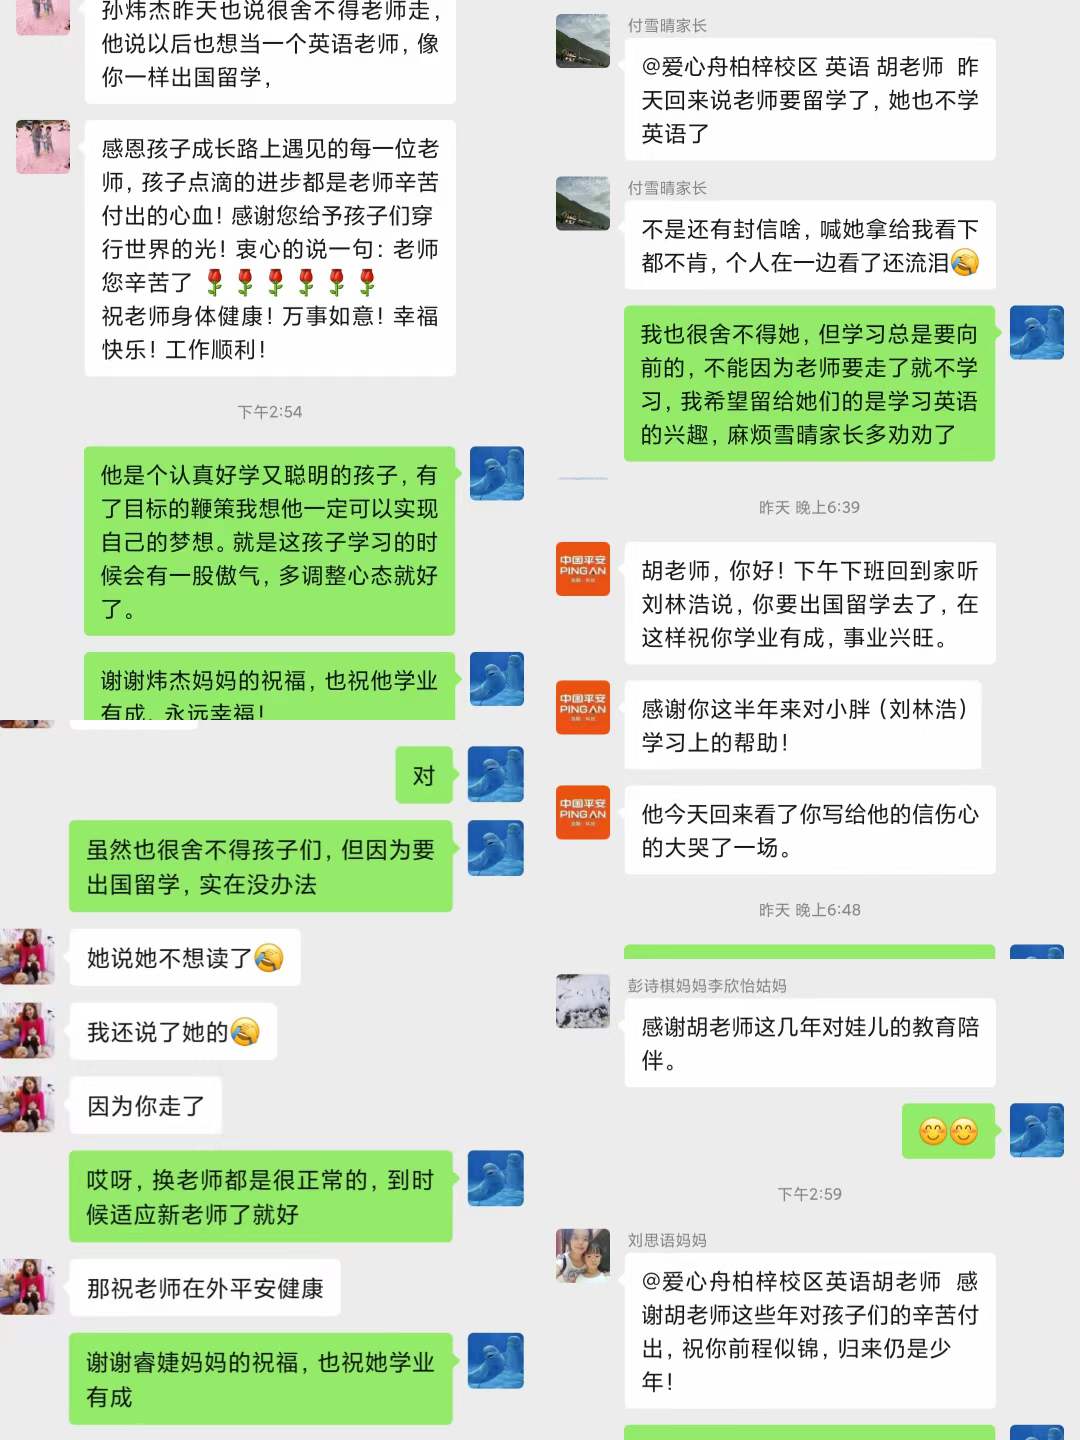 孙炜杰昨天也说很舍不得老师走，
他说以后也想当一个英语老师，像
你一样出国留学，
感恩孩子成长路上遇见的每一位老
师，孩子点滴的进步都是老师辛苦
付出的心血！感谢您给予孩子们穿
行世界的光！衷心的说一句：老师
您辛苦了🌹🌹🌹🌹🌹🌹
祝老师身体健康！万事如意！幸福
快乐！工作顺利！
下午2:54
他是个认真好学又聪明的孩子，有
了目标的鞭策我想他一定可以实现
自己的梦想。就是这孩子学习的时
候会有一股傲气，多调整心态就好
了。
谢谢炜杰妈妈的祝福，也祝他学业
有成，永远幸福！
对
虽然也很舍不得孩子们，但因为要
出国留学，实在没办法
她说她不想读了🤣
我还说了她的🤣
因为你走了
哎呀，换老师都是很正常的，到时
候适应新老师了就好
那祝老师在外平安健康
谢谢睿婕妈妈的祝福，也祝她学业
有成
付雪晴家长
@爱心舟柏梓校区 英语 胡老师 昨
天回来说老师要留学了，她也不学
英语了
付雪晴家长
不是还有封信啥，喊她拿给我看下
都不肯，个人在一边看了还流泪🤣
我也很舍不得她，但学习总是要向
前的，不能因为老师要走了就不学
习，我希望留给她们的是学习英语
的兴趣，麻烦雪晴家长多劝劝了
昨天 晚上6:39
中国平安
PINGAN
胡老师，你好！下午下班回到家听
刘林浩说，你要出国留学去了，在
这样祝你学业有成，事业兴旺。
中国平安
PINGAN
感谢你这半年来对小胖（刘林浩）
学习上的帮助！
中国平安
PINGAN
他今天回来看了你写给他的信伤心
的大哭了一场。
昨天 晚上6:48
彭诗棋妈妈李欣怡姑妈
感谢胡老师这几年对娃儿的教育陪
伴。
😊😊
下午2:59
刘思语妈妈
@爱心舟柏梓校区英语胡老师 感
谢胡老师这些年对孩子们的辛苦付
出，祝你前程似锦，归来仍是少
年！